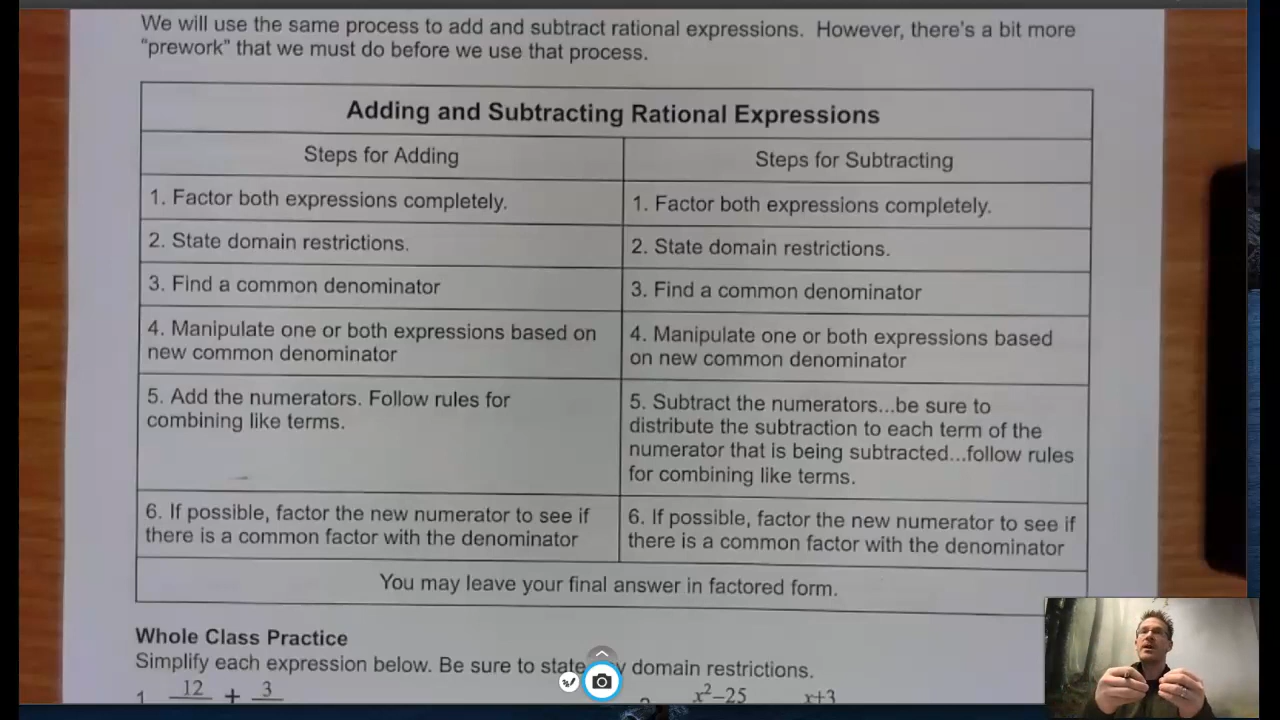 We will use the same process to add and subtract rational expressions. However, there's a bit more
“prework” that we must do before we use that process.
Adding and Subtracting Rational Expressions
Steps for Adding
Steps for Subtracting
1. Factor both expressions completely.
1. Factor both expressions completely.
2. State domain restrictions.
2. State domain restrictions.
3. Find a common denominator
3. Find a common denominator
4. Manipulate one or both expressions based on
new common denominator
4. Manipulate one or both expressions based
on new common denominator
5. Add the numerators. Follow rules for
combining like terms.
5. Subtract the numerators...be sure to
distribute the subtraction to each term of the
numerator that is being subtracted...follow rules
for combining like terms.
6. If possible, factor the new numerator to see if
there is a common factor with the denominator
6. If possible, factor the new numerator to see if
there is a common factor with the denominator
You may leave your final answer in factored form.
Whole Class Practice
Simplify each expression below. Be sure to state domain restrictions.
12 + 3
x²–25 x+3